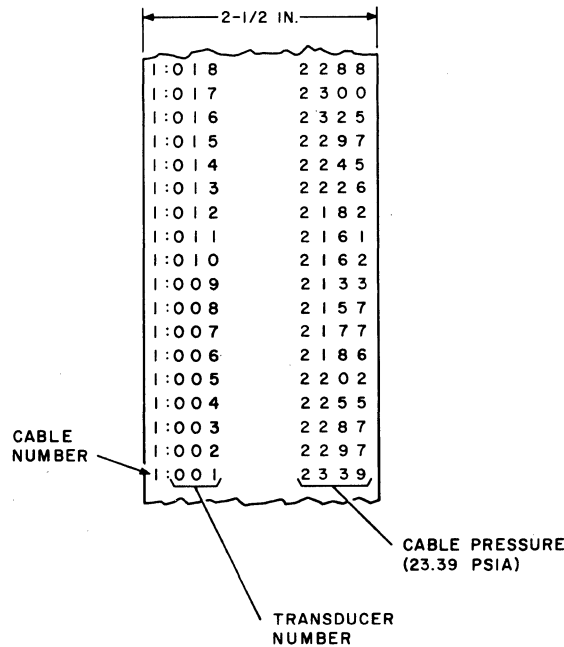 2-1/2 IN.
1:018 2288
1:017 2300
1:016 2325
1:015 2297
1:014 2245
1:013 2226
1:012 2182
1:011 2161
1:010 2162
1:009 2133
1:008 2157
1:007 2177
1:006 2186
1:005 2202
1:004 2255
1:003 2287
1:002 2297
1:001 2339
CABLE
NUMBER
CABLE PRESSURE
(23.39 PSIA)
TRANSDUCER
NUMBER